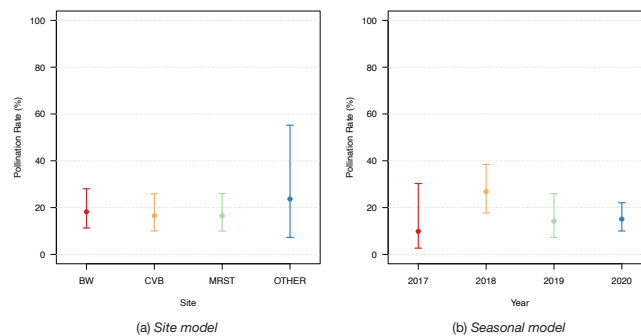 100
80
60
40
20
0
Pollination Rate (%)
BW CVB MRST OTHER
Site
(a) Site model
100
80
60
40
20
0
Pollination Rate (%)
2017 2018 2019 2020
Year
(b) Seasonal model